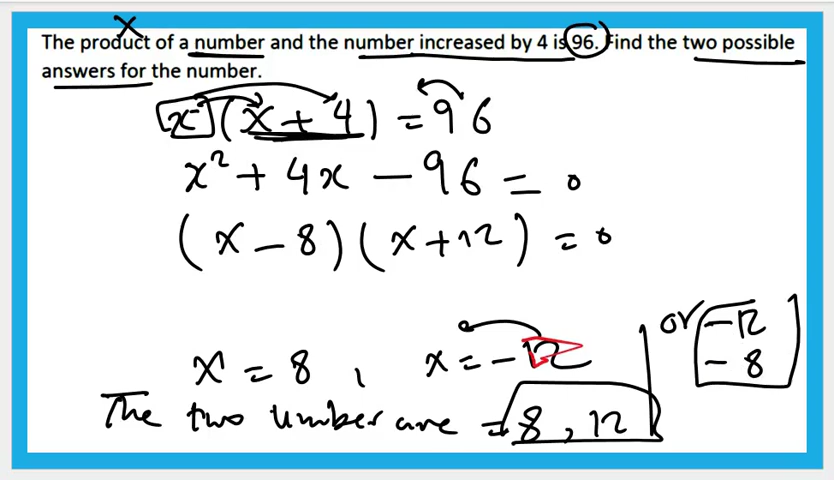 X
The product of a number and the number increased by 4 is 96. Find the two possible
answers for the number.
x (x + 4) = 96
x² + 4x - 96 = 0
(x - 8)(x + 12) = 0
x = 8, x = -12
The two number are = 8, 12
or -12
-8